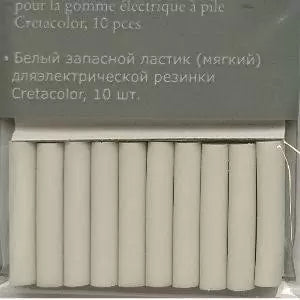 pour la gomme électrique à pile
Cretacolor, 10 pces
• Белый запасной ластик (мягкий)
дляэлектрической резинки
Cretacolor, 10 шт.